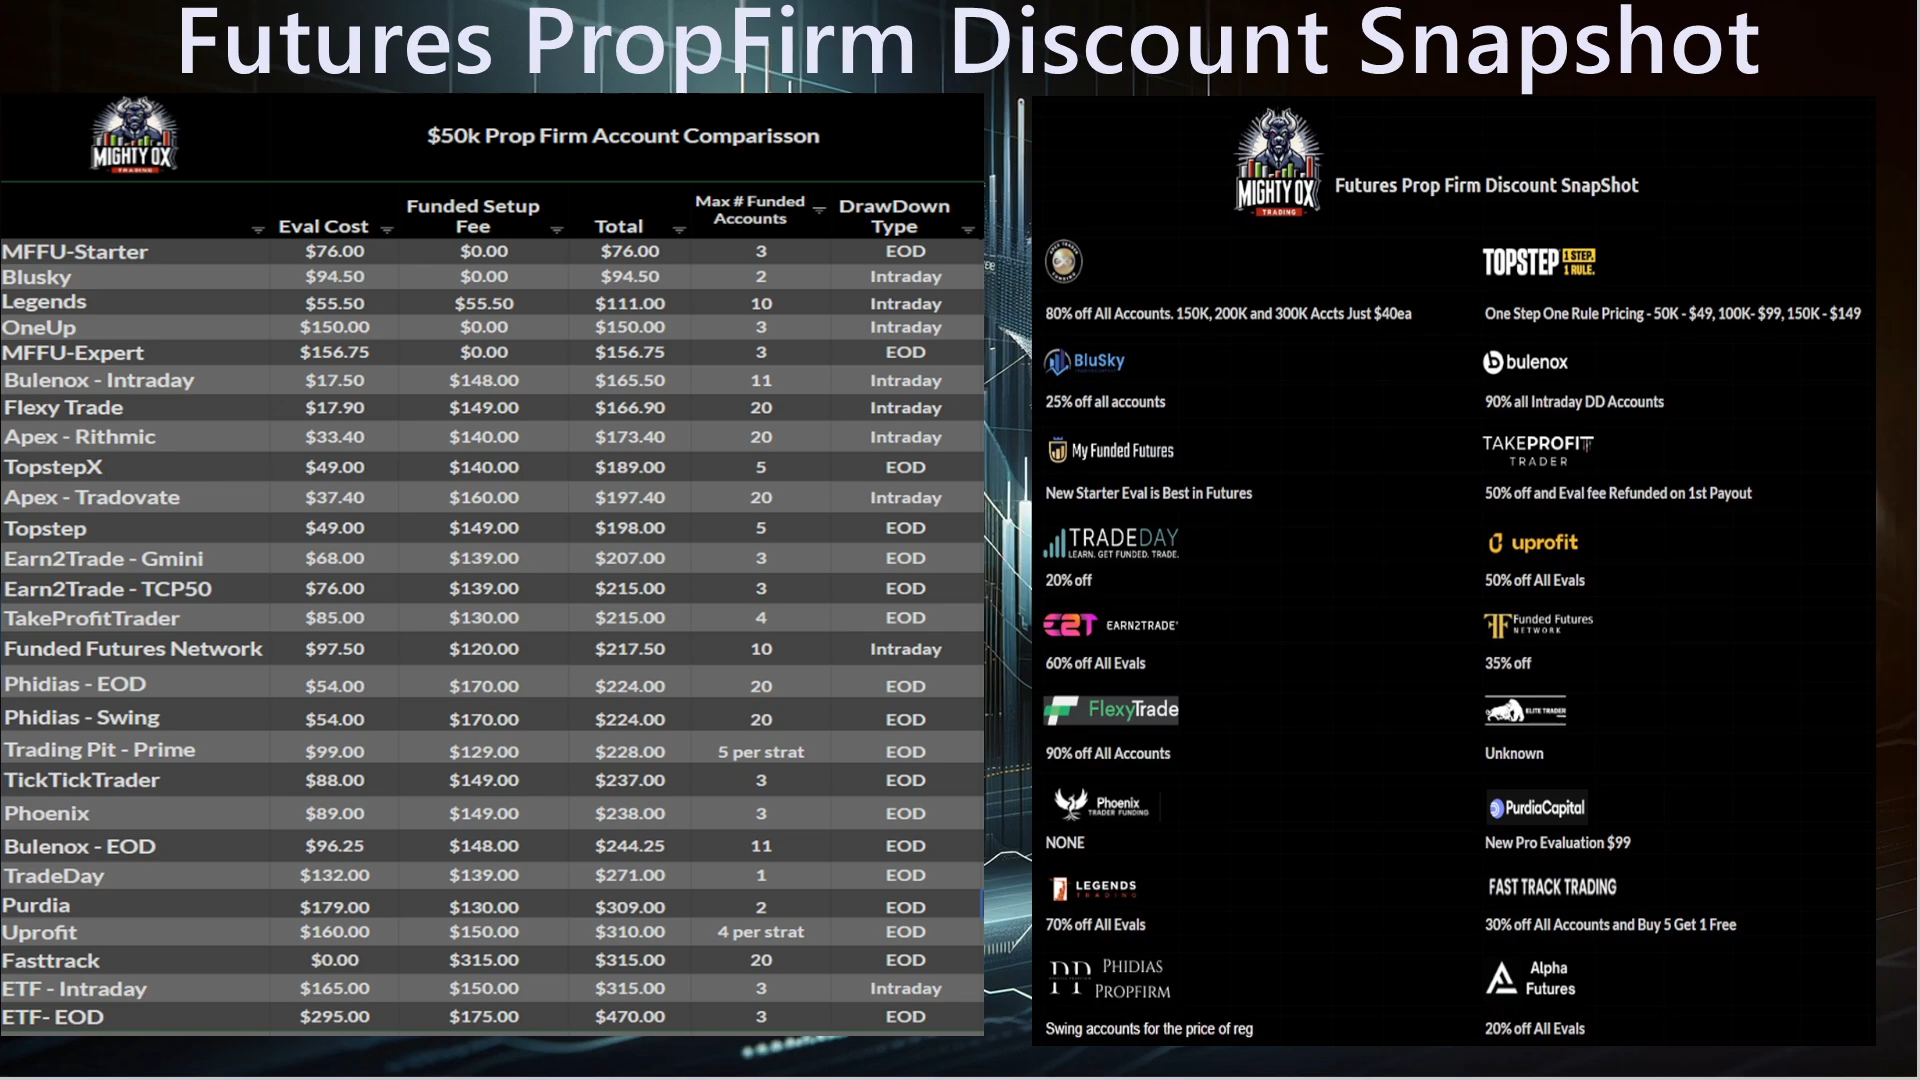 Futures PropFirm Discount Snapshot
MIGHTY OX
TRADING
$50k Prop Firm Account Comparisson
Eval Cost Funded Setup Fee Total Max # Funded Accounts DrawDown Type
MFFU-Starter $76.00 $0.00 $76.00 3 EOD
Blusky $94.50 $0.00 $94.50 2 Intraday
Legends $55.50 $55.50 $111.00 10 Intraday
OneUp $150.00 $0.00 $150.00 3 Intraday
MFFU-Expert $156.75 $0.00 $156.75 3 EOD
Bulenox - Intraday $17.50 $148.00 $165.50 11 Intraday
Flexy Trade $17.90 $149.00 $166.90 20 Intraday
Apex - Rithmic $33.40 $140.00 $173.40 20 Intraday
TopstepX $49.00 $140.00 $189.00 5 EOD
Apex - Tradovate $37.40 $160.00 $197.40 20 Intraday
Topstep $49.00 $149.00 $198.00 5 EOD
Earn2Trade - Gmini $68.00 $139.00 $207.00 3 EOD
Earn2Trade - TCP50 $76.00 $139.00 $215.00 3 EOD
TakeProfitTrader $85.00 $130.00 $215.00 4 EOD
Funded Futures Network $97.50 $120.00 $217.50 10 Intraday
Phidias - EOD $54.00 $170.00 $224.00 20 EOD
Phidias - Swing $54.00 $170.00 $224.00 20 EOD
Trading Pit - Prime $99.00 $129.00 $228.00 5 per strat EOD
TickTickTrader $88.00 $149.00 $237.00 3 EOD
Phoenix $89.00 $149.00 $238.00 3 EOD
Bulenox - EOD $96.25 $148.00 $244.25 11 EOD
TradeDay $132.00 $139.00 $271.00 1 EOD
Purdia $179.00 $130.00 $309.00 2 EOD
Uprofit $160.00 $150.00 $310.00 4 per strat EOD
Fasttrack $0.00 $315.00 $315.00 20 EOD
ETF - Intraday $165.00 $150.00 $315.00 3 Intraday
ETF- EOD $295.00 $175.00 $470.00 3 EOD
MIGHTY OX
TRADING
Futures Prop Firm Discount SnapShot
APEX TRADER FUNDING
TOPSTEP 1 STEP. 1 RULE.
80% off All Accounts. 150K, 200K and 300K Accts Just $40ea
One Step One Rule Pricing - 50K - $49, 100K- $99, 150K - $149
BluSky
bulenox
25% off all accounts
90% all Intraday DD Accounts
My Funded Futures
TAKEPROFIT
TRADER
New Starter Eval is Best in Futures
50% off and Eval fee Refunded on 1st Payout
TRADEDAY
LEARN. GET FUNDED. TRADE.
uprofit
20% off
50% off All Evals
E2T EARN2TRADE
Funded Futures
NETWORK
60% off All Evals
35% off
FlexyTrade
ELITE TRADER
90% off All Accounts
Unknown
Phoenix
TRADER FUNDING
PurdiaCapital
NONE
New Pro Evaluation $99
LEGENDS
TRADING
FAST TRACK TRADING
70% off All Evals
30% off All Accounts and Buy 5 Get 1 Free
PHIDIAS
PROPFIRM
Alpha
Futures
Swing accounts for the price of reg
20% off All Evals